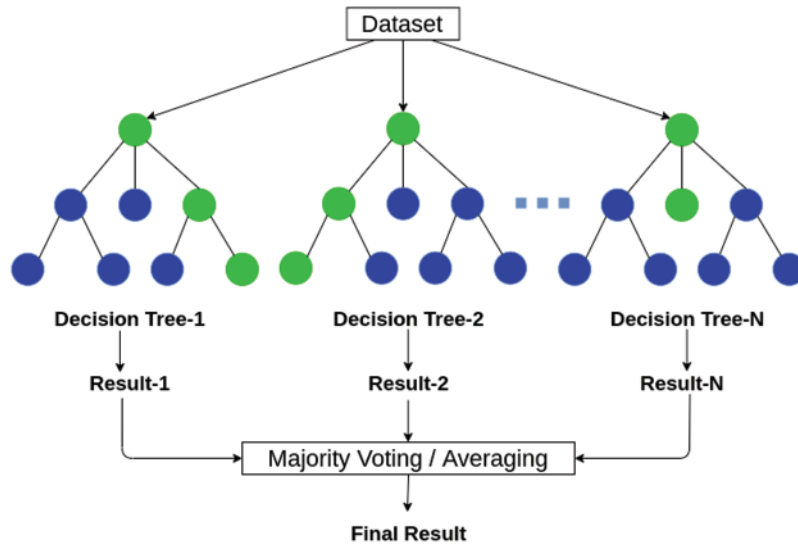 Dataset
Decision Tree-1
Decision Tree-2
Decision Tree-N
Result-1
Result-2
Result-N
Majority Voting / Averaging
Final Result